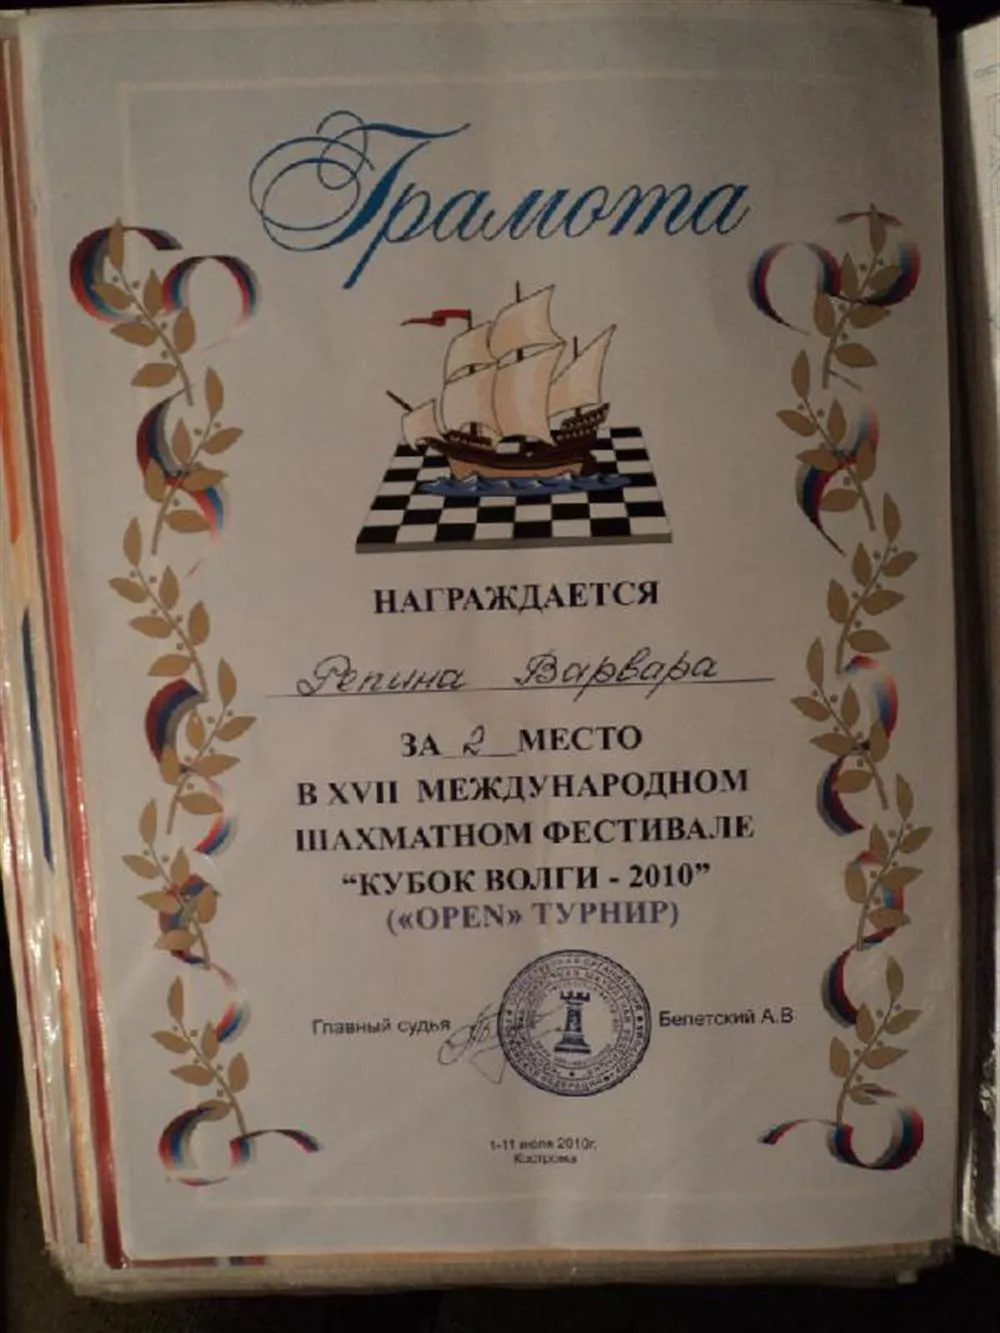 Грамота
НАГРАЖДАЕТСЯ
Репина Варвара
ЗА 2 МЕСТО
В XVII МЕЖДУНАРОДНОМ
ШАХМАТНОМ ФЕСТИВАЛЕ
“КУБОК ВОЛГИ - 2010”
(«OPEN» ТУРНИР)
Главный судья
Белетский А.В
1-11 июля 2010г.
Кострома